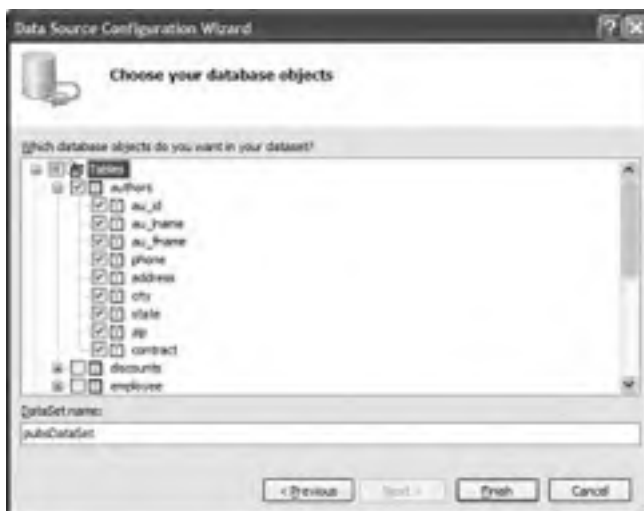 Data Source Configuration Wizard
Choose your database objects
Which database objects do you want in your dataset?
Tables
authors
au_id
au_lname
au_fname
phone
address
city
state
zip
contract
discounts
employee
DataSet name:
pubsDataSet
< Previous
Next >
Finish
Cancel